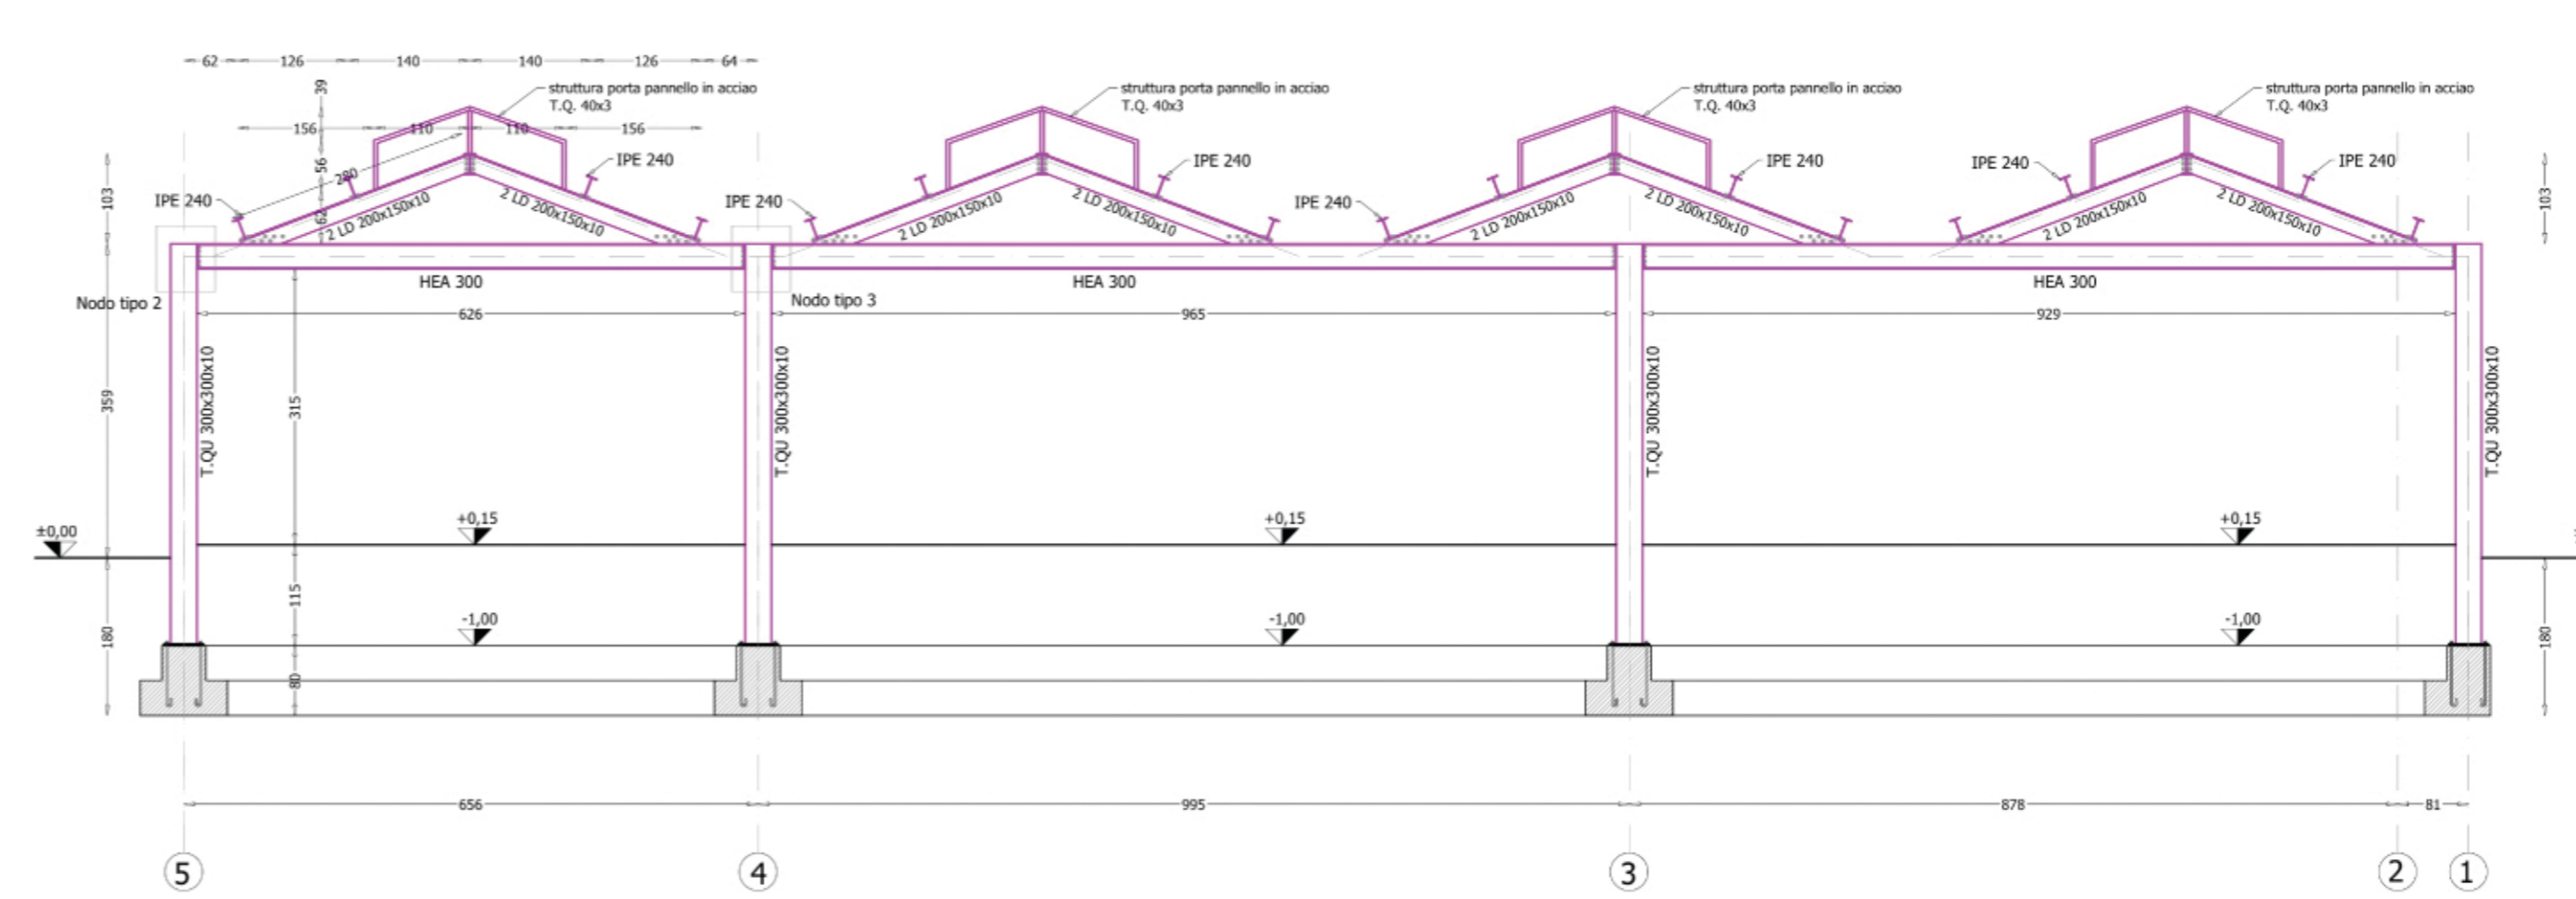 62 126 140 140 126 64
39
struttura porta pannello in acciao
T.Q. 40x3
struttura porta pannello in acciao
T.Q. 40x3
struttura porta pannello in acciao
T.Q. 40x3
struttura porta pannello in acciao
T.Q. 40x3
156 110 110 156
56
280
62
103
IPE 240
IPE 240
2 LD 200x150x10
2 LD 200x150x10
IPE 240
IPE 240
2 LD 200x150x10
2 LD 200x150x10
IPE 240
IPE 240
2 LD 200x150x10
2 LD 200x150x10
IPE 240
IPE 240
2 LD 200x150x10
2 LD 200x150x10
103
HEA 300
HEA 300
HEA 300
Nodo tipo 2
Nodo tipo 3
626
965
929
359
T.QU 300x300x10
315
T.QU 300x300x10
T.QU 300x300x10
T.QU 300x300x10
±0,00
+0,15
+0,15
+0,15
115
180
-1,00
-1,00
-1,00
180
80
656 995 878 81
5 4 3 2 1